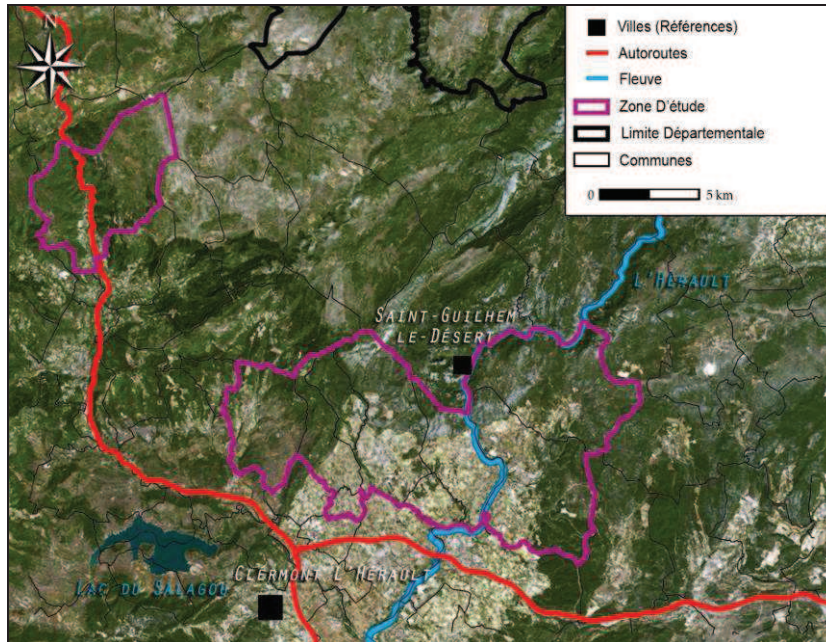 N
Villes (Références)
Autoroutes
Fleuve
Zone D'étude
Limite Départementale
Communes
0 5 km
L'Hérault
Saint-Guilhem
le-Désert
Clermont l'Hérault
Lac du Salagou